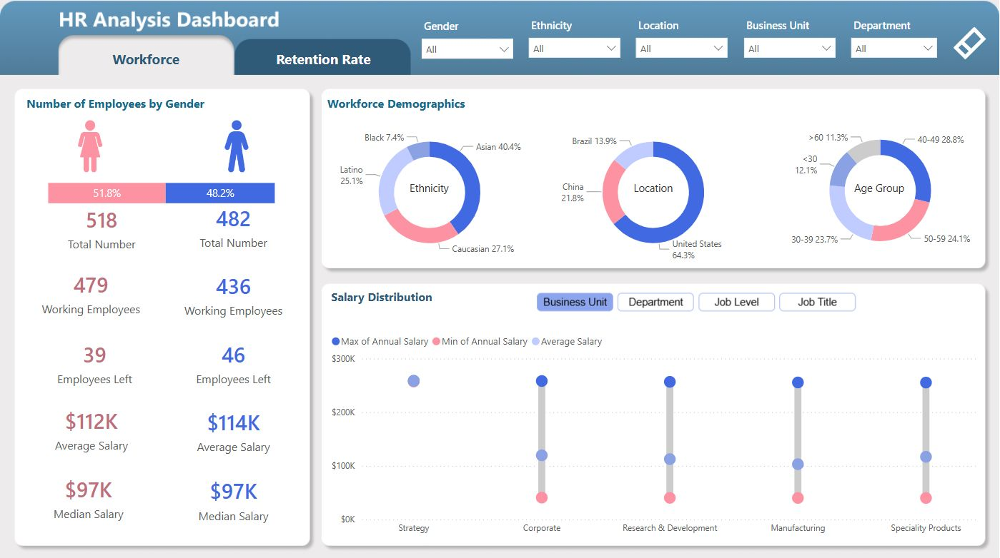 HR Analysis Dashboard
Workforce
Retention Rate
Gender
All
Ethnicity
All
Location
All
Business Unit
All
Department
All
Number of Employees by Gender
51.8%
48.2%
518
Total Number
482
Total Number
479
Working Employees
436
Working Employees
39
Employees Left
46
Employees Left
$112K
Average Salary
$114K
Average Salary
$97K
Median Salary
$97K
Median Salary
Workforce Demographics
Ethnicity
Black 7.4%
Asian 40.4%
Latino
25.1%
Caucasian 27.1%
Location
Brazil 13.9%
China
21.8%
United States
64.3%
Age Group
>60 11.3%
40-49 28.8%
<30
12.1%
30-39 23.7%
50-59 24.1%
Salary Distribution
Business Unit
Department
Job Level
Job Title
Max of Annual Salary
Min of Annual Salary
Average Salary
$300K
$200K
$100K
$0K
Strategy
Corporate
Research & Development
Manufacturing
Speciality Products